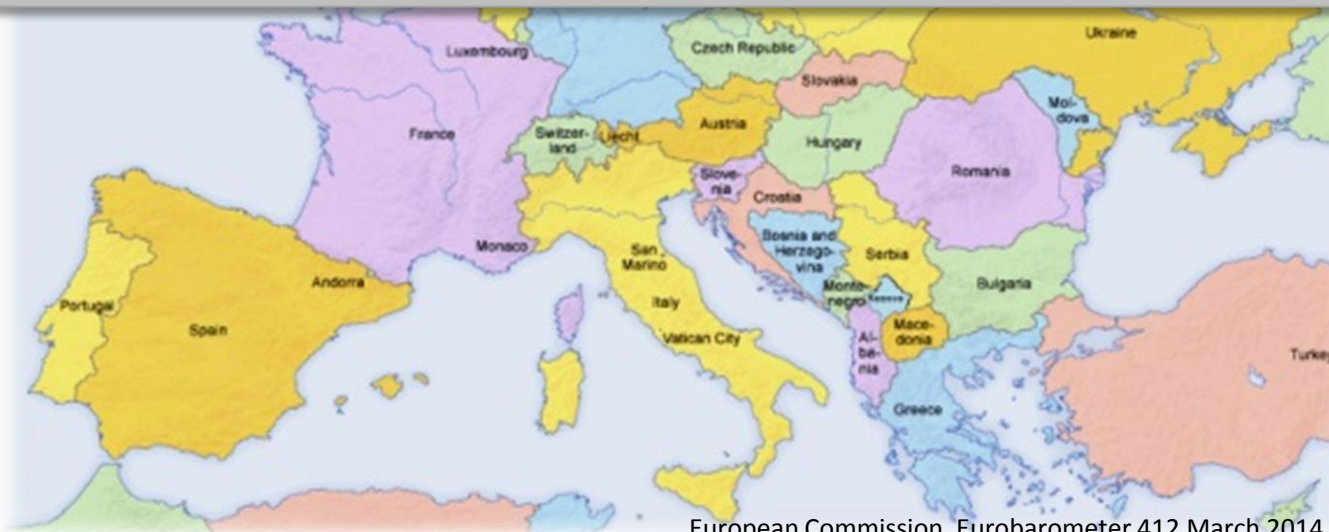 Ukraine
Czech Republic
Luxembourg
Slovakia
Mol-
dova
Austria
France
Switzer-
land
Liecht.
Hungary
Romania
Slove-
nia
Croatia
Bosnia and
Herzego-
vina
Monaco
San
Marino
Serbia
Andorra
Bulgaria
Monte-
negro
Kosovo
Portugal
Italy
Spain
Vatican City
Mace-
donia
Al-
ba-
nia
Turkey
Greece
European Commission, Eurobarometer 412 March 2014